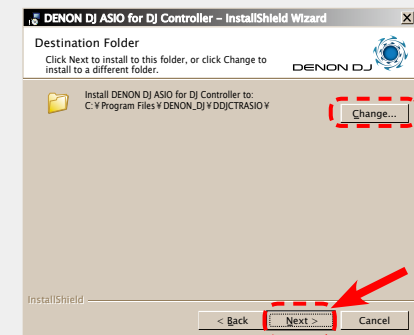 DENON DJ ASIO for DJ Controller – InstallShield Wizard
Destination Folder
Click Next to install to this folder, or click Change to
install to a different folder.
DENON DJ
Install DENON DJ ASIO for DJ Controller to:
C:¥Program Files¥DENON_DJ¥DDJCTRASIO¥
Change...
InstallShield
< Back
Next >
Cancel